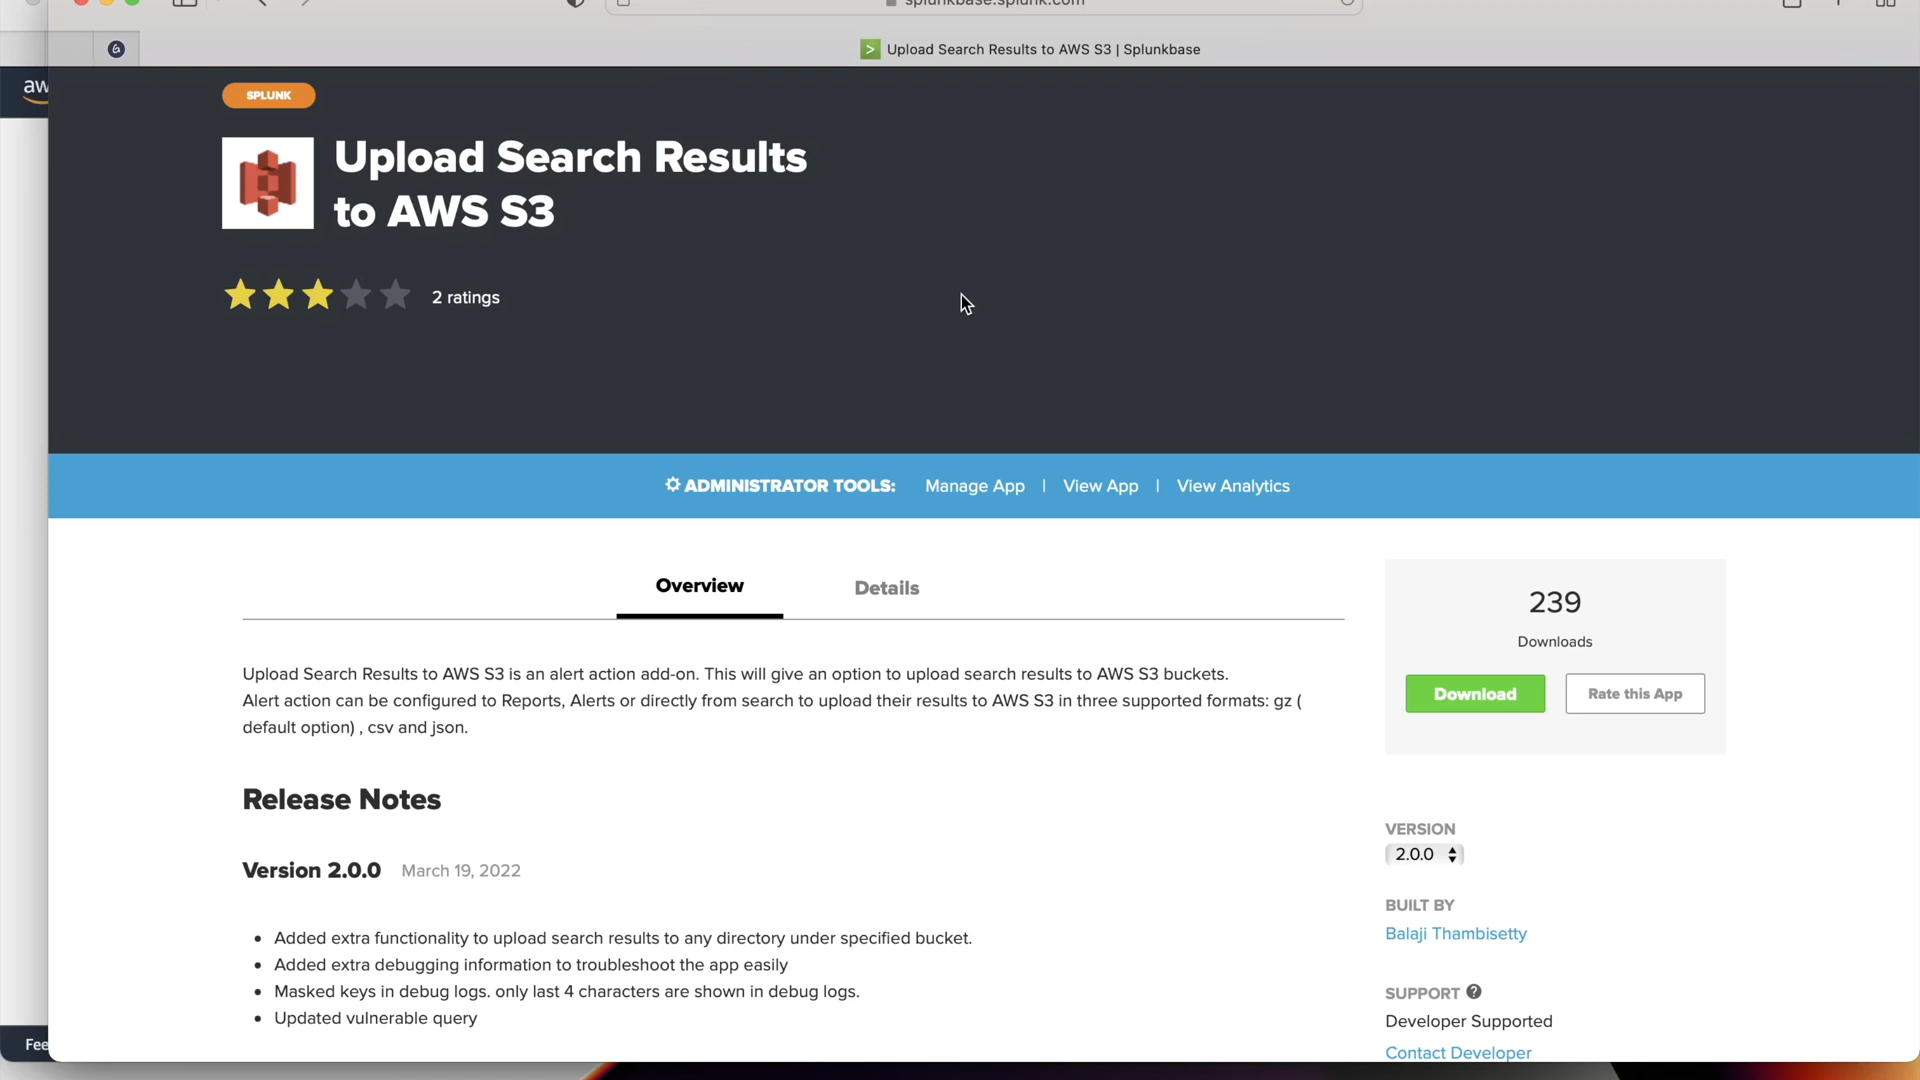 splunkbase.splunk.com
Upload Search Results to AWS S3 | Splunkbase
aw
SPLUNK
Upload Search Results
to AWS S3
2 ratings
ADMINISTRATOR TOOLS: Manage App | View App | View Analytics
Overview Details
239
Downloads
Download Rate this App
Upload Search Results to AWS S3 is an alert action add-on. This will give an option to upload search results to AWS S3 buckets.
Alert action can be configured to Reports, Alerts or directly from search to upload their results to AWS S3 in three supported formats: gz (
default option) , csv and json.
Release Notes
Version 2.0.0 March 19, 2022
• Added extra functionality to upload search results to any directory under specified bucket.
• Added extra debugging information to troubleshoot the app easily
• Masked keys in debug logs. only last 4 characters are shown in debug logs.
• Updated vulnerable query
VERSION
2.0.0
BUILT BY
Balaji Thambisetty
SUPPORT ?
Developer Supported
Contact Developer
Fee